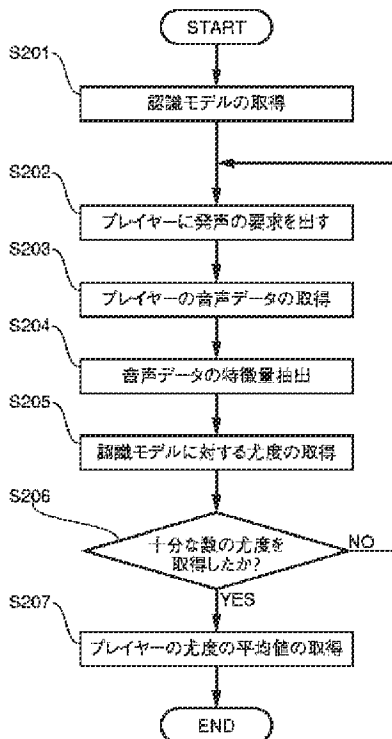 START
S201
認識モデルの取得
S202
プレイヤーに発声の要求を出す
S203
プレイヤーの音声データの取得
S204
音声データの特徴量抽出
S205
認識モデルに対する尤度の取得
S206
十分な数の尤度を
取得したか?
NO
YES
S207
プレイヤーの尤度の平均値の取得
END